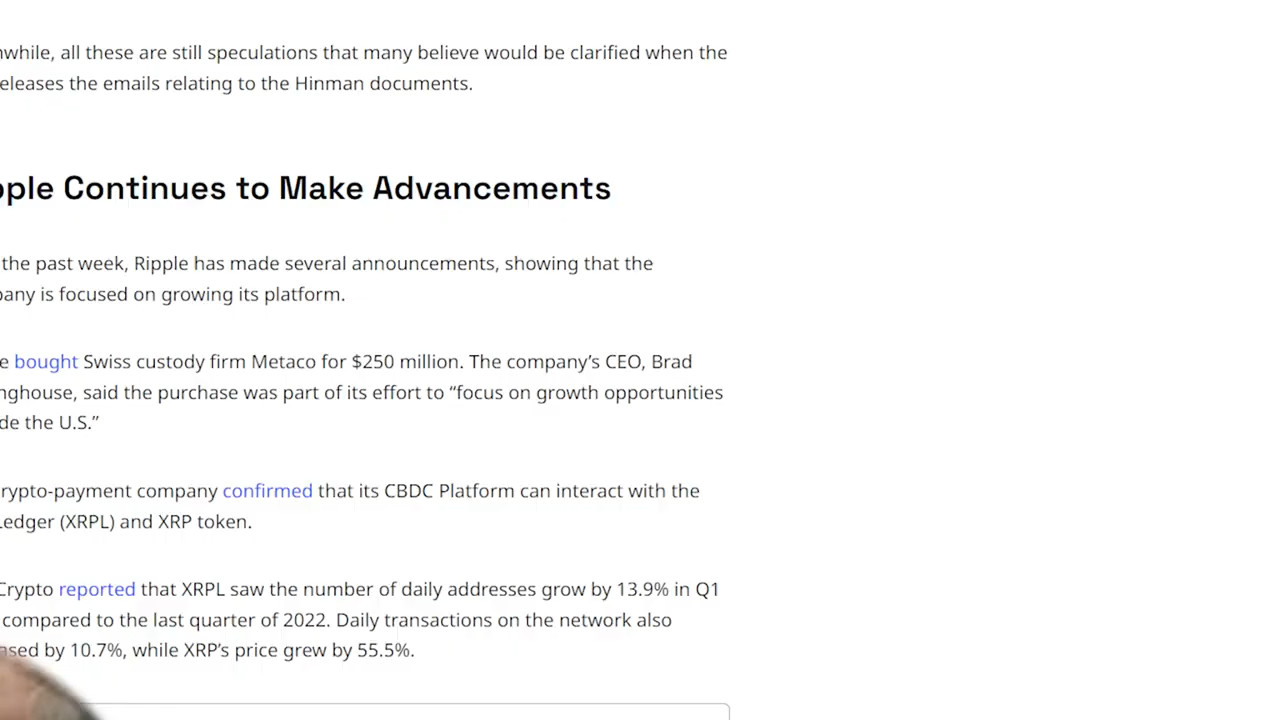 while, all these are still speculations that many believe would be clarified when the
eleases the emails relating to the Hinman documents.
ple Continues to Make Advancements
the past week, Ripple has made several announcements, showing that the
pany is focused on growing its platform.
e bought Swiss custody firm Metaco for $250 million. The company's CEO, Brad
nghouse, said the purchase was part of its effort to “focus on growth opportunities
de the U.S.”
rypto-payment company confirmed that its CBDC Platform can interact with the
Ledger (XRPL) and XRP token.
Crypto reported that XRPL saw the number of daily addresses grow by 13.9% in Q1
compared to the last quarter of 2022. Daily transactions on the network also
ased by 10.7%, while XRP's price grew by 55.5%.